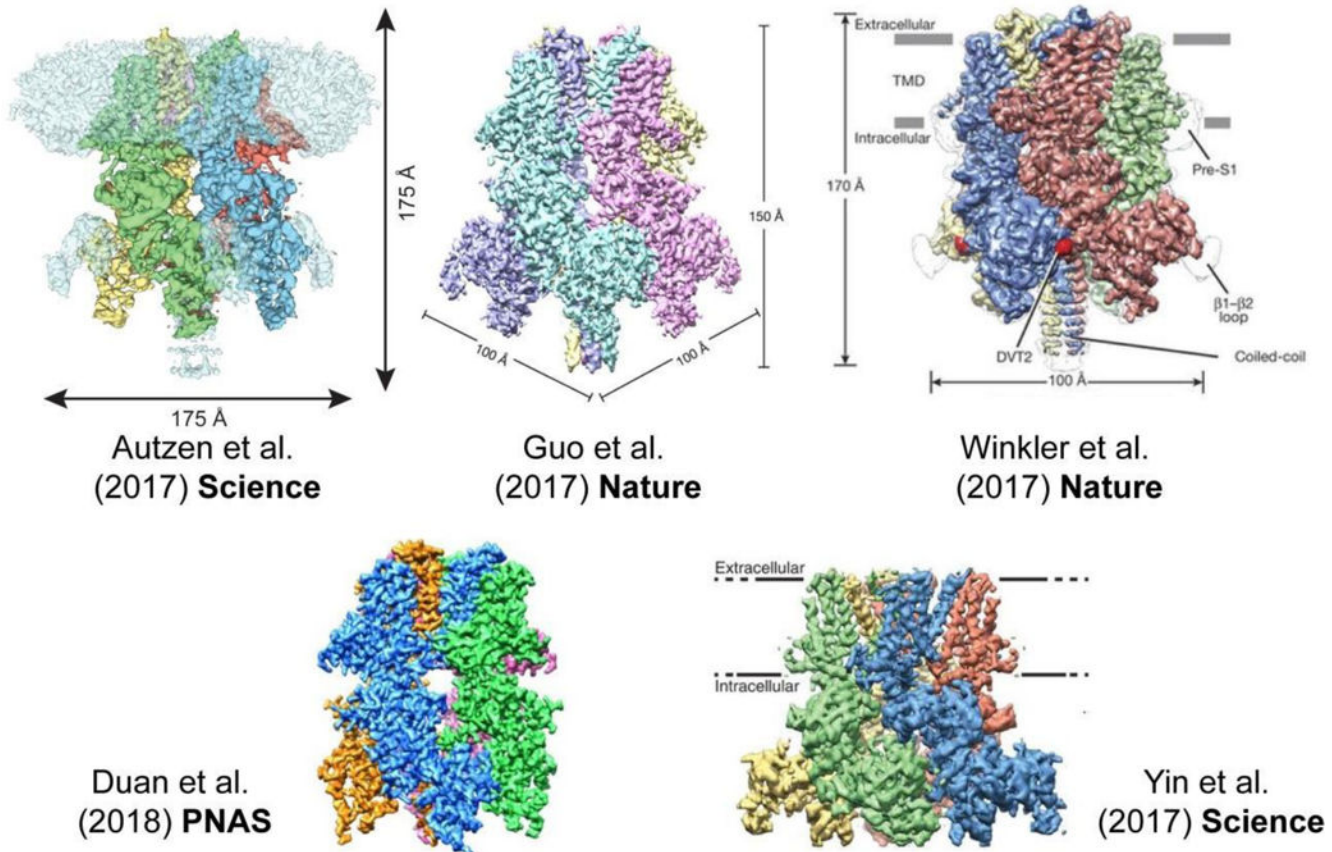 175 Å
175 Å
Autzen et al.
(2017) Science
150 Å
100 Å
100 Å
Guo et al.
(2017) Nature
Extracellular
TMD
Intracellular
170 Å
Pre-S1
β1–β2
loop
DVT2
Coiled-coil
100 Å
Winkler et al.
(2017) Nature
Duan et al.
(2018) PNAS
Extracellular
Intracellular
Yin et al.
(2017) Science